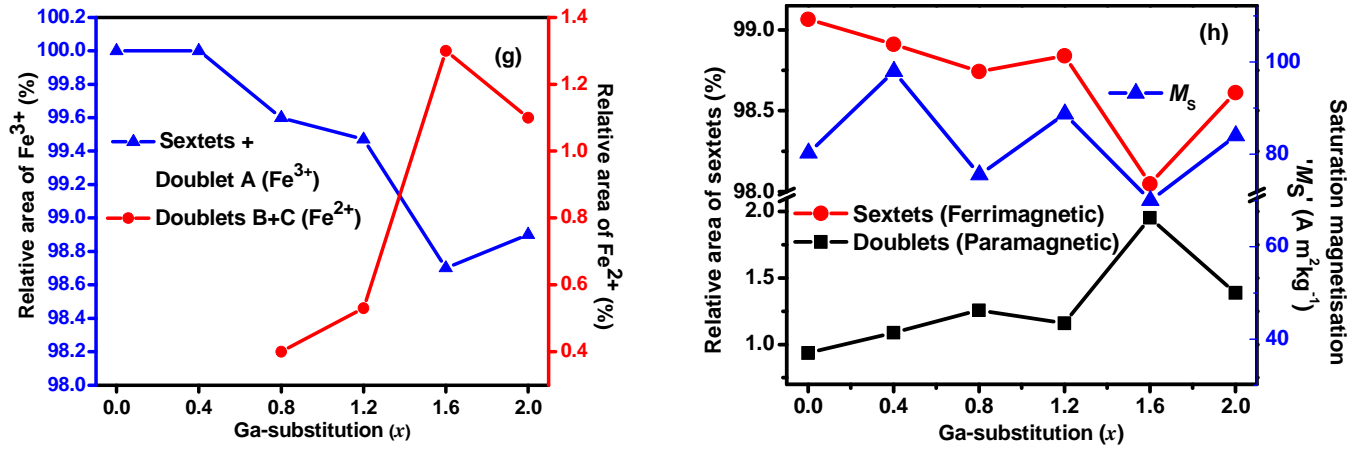 (g)
Relative area of Fe3+ (%)
100.2
100.0
99.8
99.6
99.4
99.2
99.0
98.8
98.6
98.4
98.2
98.0
Sextets +
Doublet A (Fe3+)
Doublets B+C (Fe2+)
1.4
1.2
1.0
0.8
0.6
0.4
Relative area of Fe2+ (%)
0.0 0.4 0.8 1.2 1.6 2.0
Ga-substitution (x)
(h)
Relative area of sextets (%)
99.0
98.5
98.0
2.0
1.5
1.0
Ms
Sextets (Ferrimagnetic)
Doublets (Paramagnetic)
100
80
60
40
Saturation magnetisation
'Ms' (A m2kg-1)
0.0 0.4 0.8 1.2 1.6 2.0
Ga-substitution (x)